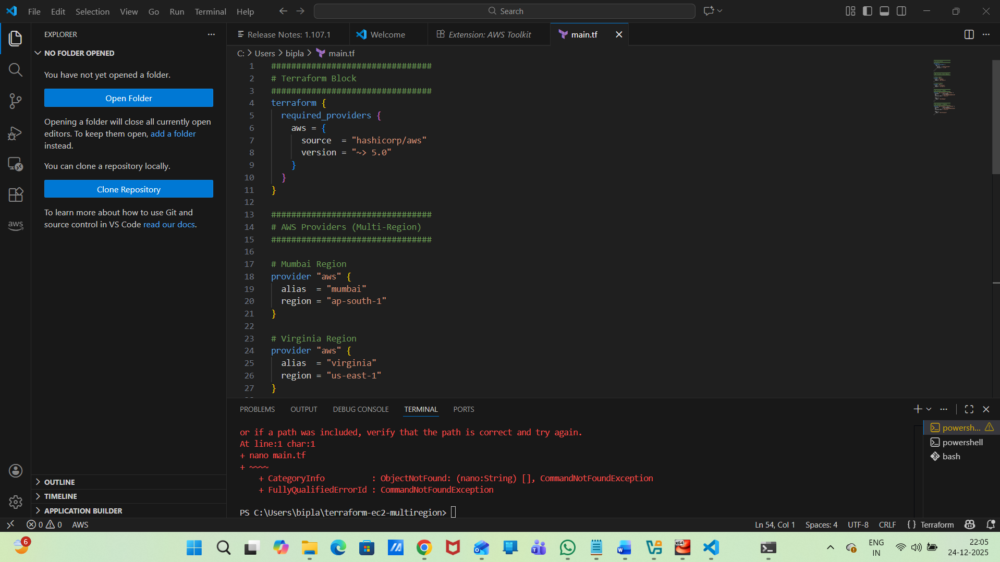 File Edit Selection View Go Run Terminal Help
Search
EXPLORER
NO FOLDER OPENED
You have not yet opened a folder.
Open Folder
Opening a folder will close all currently open
editors. To keep them open, add a folder
instead.
You can clone a repository locally.
Clone Repository
To learn more about how to use Git and
source control in VS Code read our docs.
aws
OUTLINE
TIMELINE
APPLICATION BUILDER
Release Notes: 1.107.1
Welcome
Extension: AWS Toolkit
main.tf
C: > Users > bipla > main.tf
1 ################################
2 # Terraform Block
3 ################################
4 terraform {
5   required_providers {
6     aws = {
7       source  = "hashicorp/aws"
8       version = "~> 5.0"
9     }
10   }
11 }
12
13 ################################
14 # AWS Providers (Multi-Region)
15 ################################
16
17 # Mumbai Region
18 provider "aws" {
19   alias  = "mumbai"
20   region = "ap-south-1"
21 }
22
23 # Virginia Region
24 provider "aws" {
25   alias  = "virginia"
26   region = "us-east-1"
27 }
PROBLEMS OUTPUT DEBUG CONSOLE TERMINAL PORTS
or if a path was included, verify that the path is correct and try again.
At line:1 char:1
+ nano main.tf
+ ~~~~
    + CategoryInfo          : ObjectNotFound: (nano:String) [], CommandNotFoundException
    + FullyQualifiedErrorId : CommandNotFoundException
PS C:\Users\bipla\terraform-ec2-multiregion>
powersh...
powershell
bash
0 0 AWS
Ln 54, Col 1 Spaces: 4 UTF-8 CRLF {} Terraform
6
x64
ENG
IN
22:05
24-12-2025